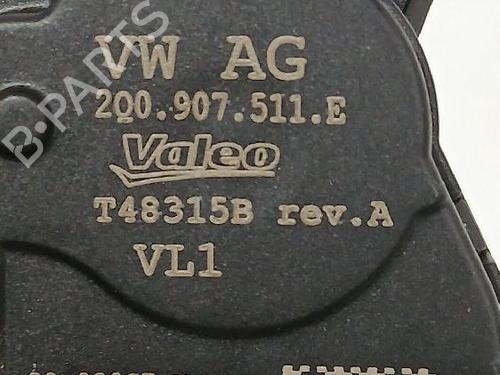 VW AG
2Q0.907.511.E
Valeo
T48315B rev.A
VL1
B-PARTS